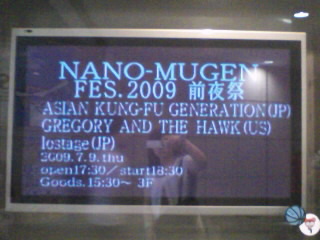 NANO-MUGEN
FES.2009 前夜祭
ASIAN KUNG-FU GENERATION(JP)
GREGORY AND THE HAWK(US)
lostage(JP)
2009.7.9.thu
open17:30/start18:30
Goods.15:30～ 3F